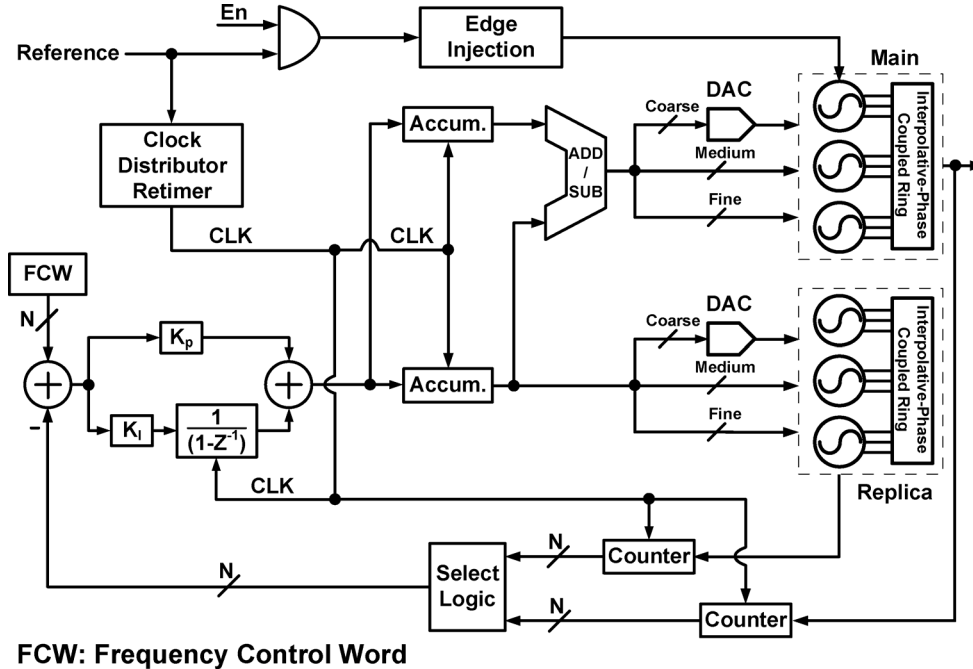 En
Reference
Edge
Injection
Main
Clock
Distributor
Retimer
Accum.
ADD
/
SUB
Coarse
DAC
Medium
Fine
Interpolative-Phase
Coupled Ring
CLK
CLK
FCW
N
Kp
+
+
-
KI
1
(1-Z-1)
Accum.
Coarse
DAC
Medium
Fine
Interpolative-Phase
Coupled Ring
Replica
CLK
N
Select
Logic
N
Counter
N
Counter
FCW: Frequency Control Word